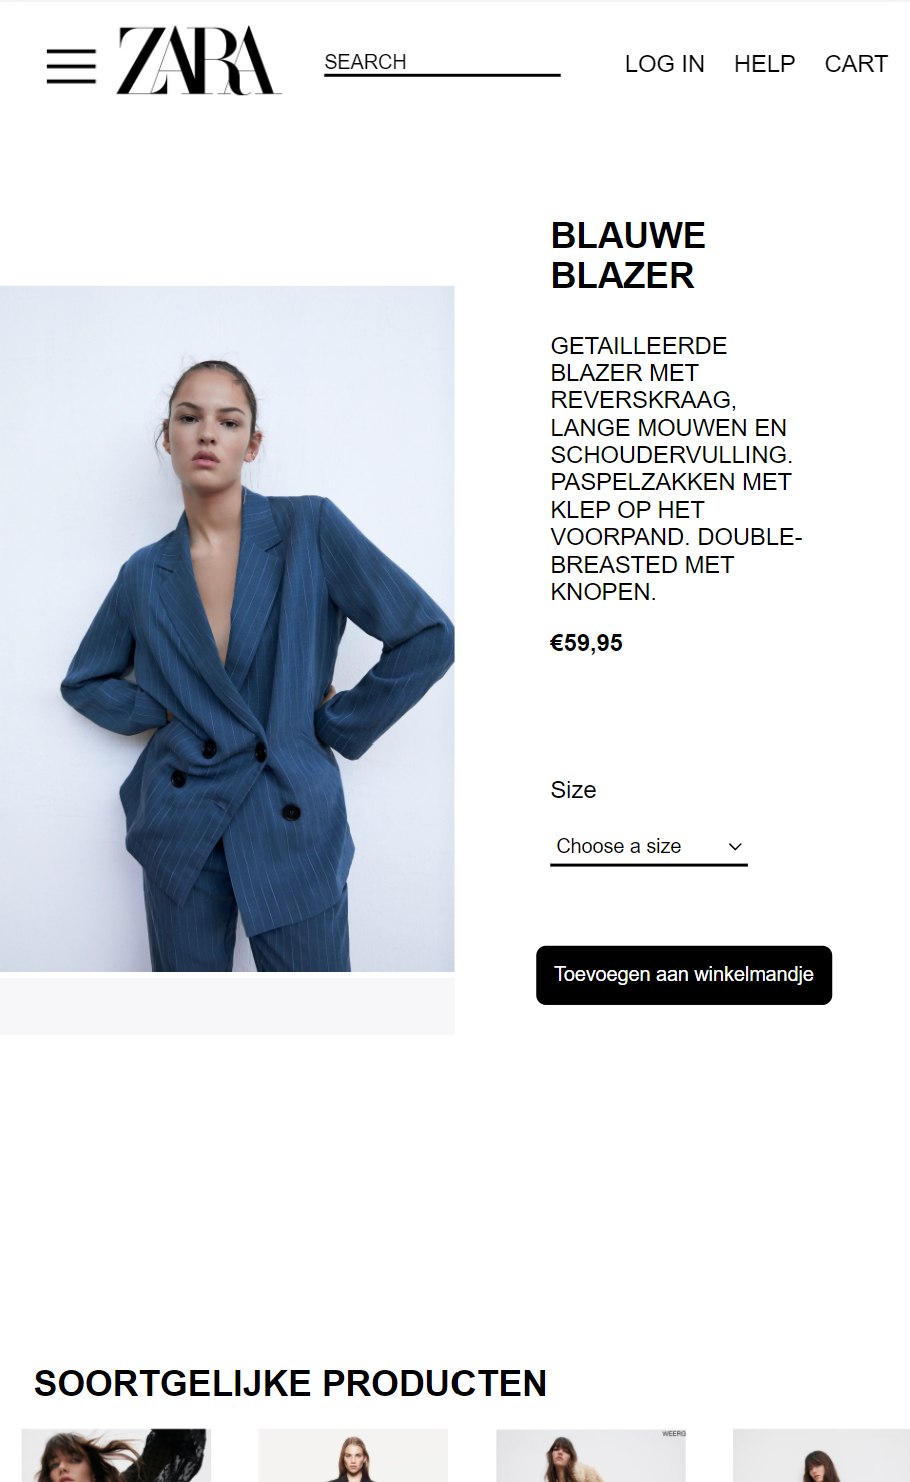 ZARA
SEARCH
LOG IN HELP CART
BLAUWE
BLAZER
GETAILLEERDE
BLAZER MET
REVERSKRAAG,
LANGE MOUWEN EN
SCHOUDERVULLING.
PASPELZAKKEN MET
KLEP OP HET
VOORPAND. DOUBLE-
BREASTED MET
KNOPEN.
€59,95
Size
Choose a size
Toevoegen aan winkelmandje
SOORTGELIJKE PRODUCTEN
WEERG